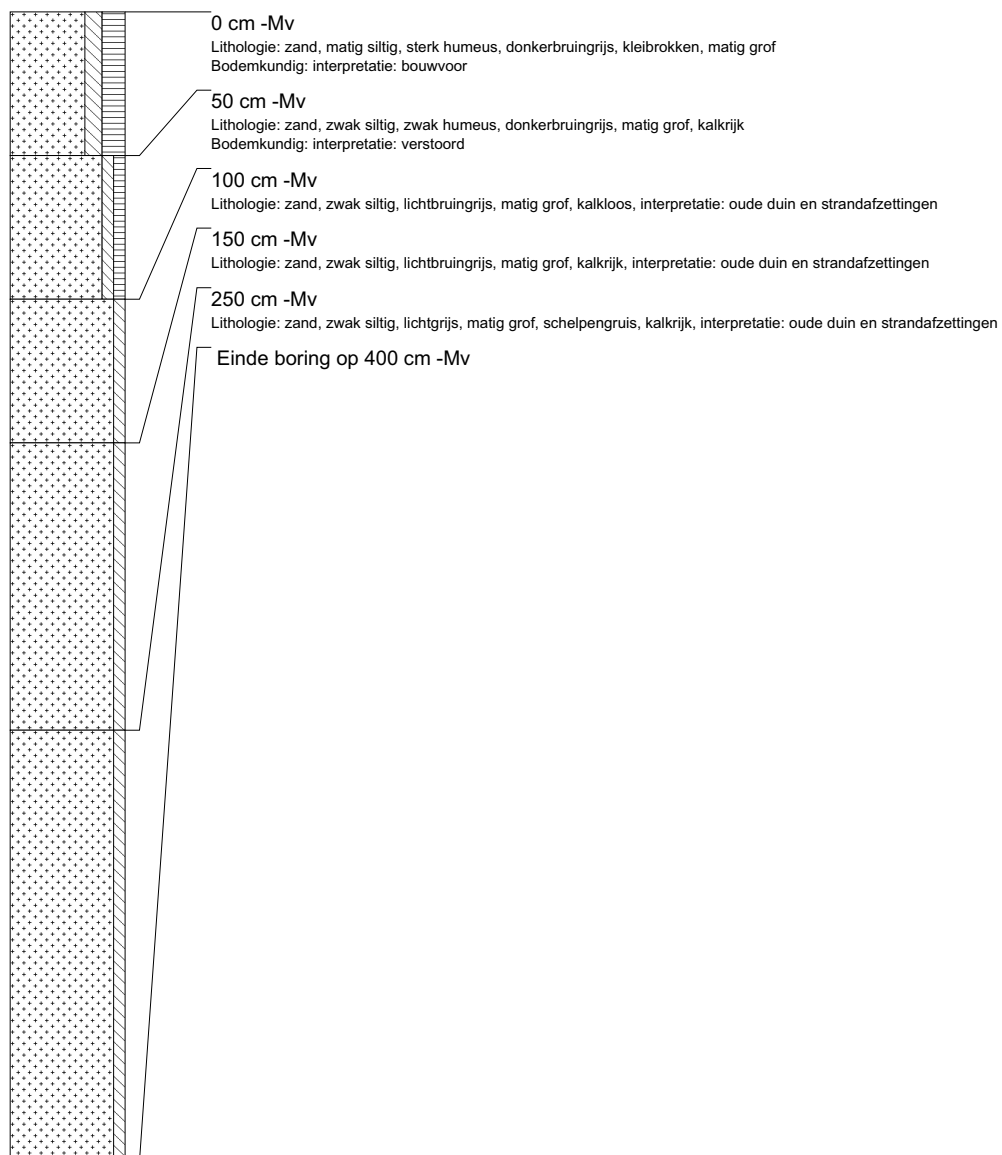 0 cm -Mv
Lithologie: zand, matig siltig, sterk humeus, donkerbruingrijs, kleibrokken, matig grof
Bodemkundig: interpretatie: bouwvoor
50 cm -Mv
Lithologie: zand, zwak siltig, zwak humeus, donkerbruingrijs, matig grof, kalkrijk
Bodemkundig: interpretatie: verstoord
100 cm -Mv
Lithologie: zand, zwak siltig, lichtbruingrijs, matig grof, kalkloos, interpretatie: oude duin en strandafzettingen
150 cm -Mv
Lithologie: zand, zwak siltig, lichtbruingrijs, matig grof, kalkrijk, interpretatie: oude duin en strandafzettingen
250 cm -Mv
Lithologie: zand, zwak siltig, lichtgrijs, matig grof, schelpengruis, kalkrijk, interpretatie: oude duin en strandafzettingen
Einde boring op 400 cm -Mv